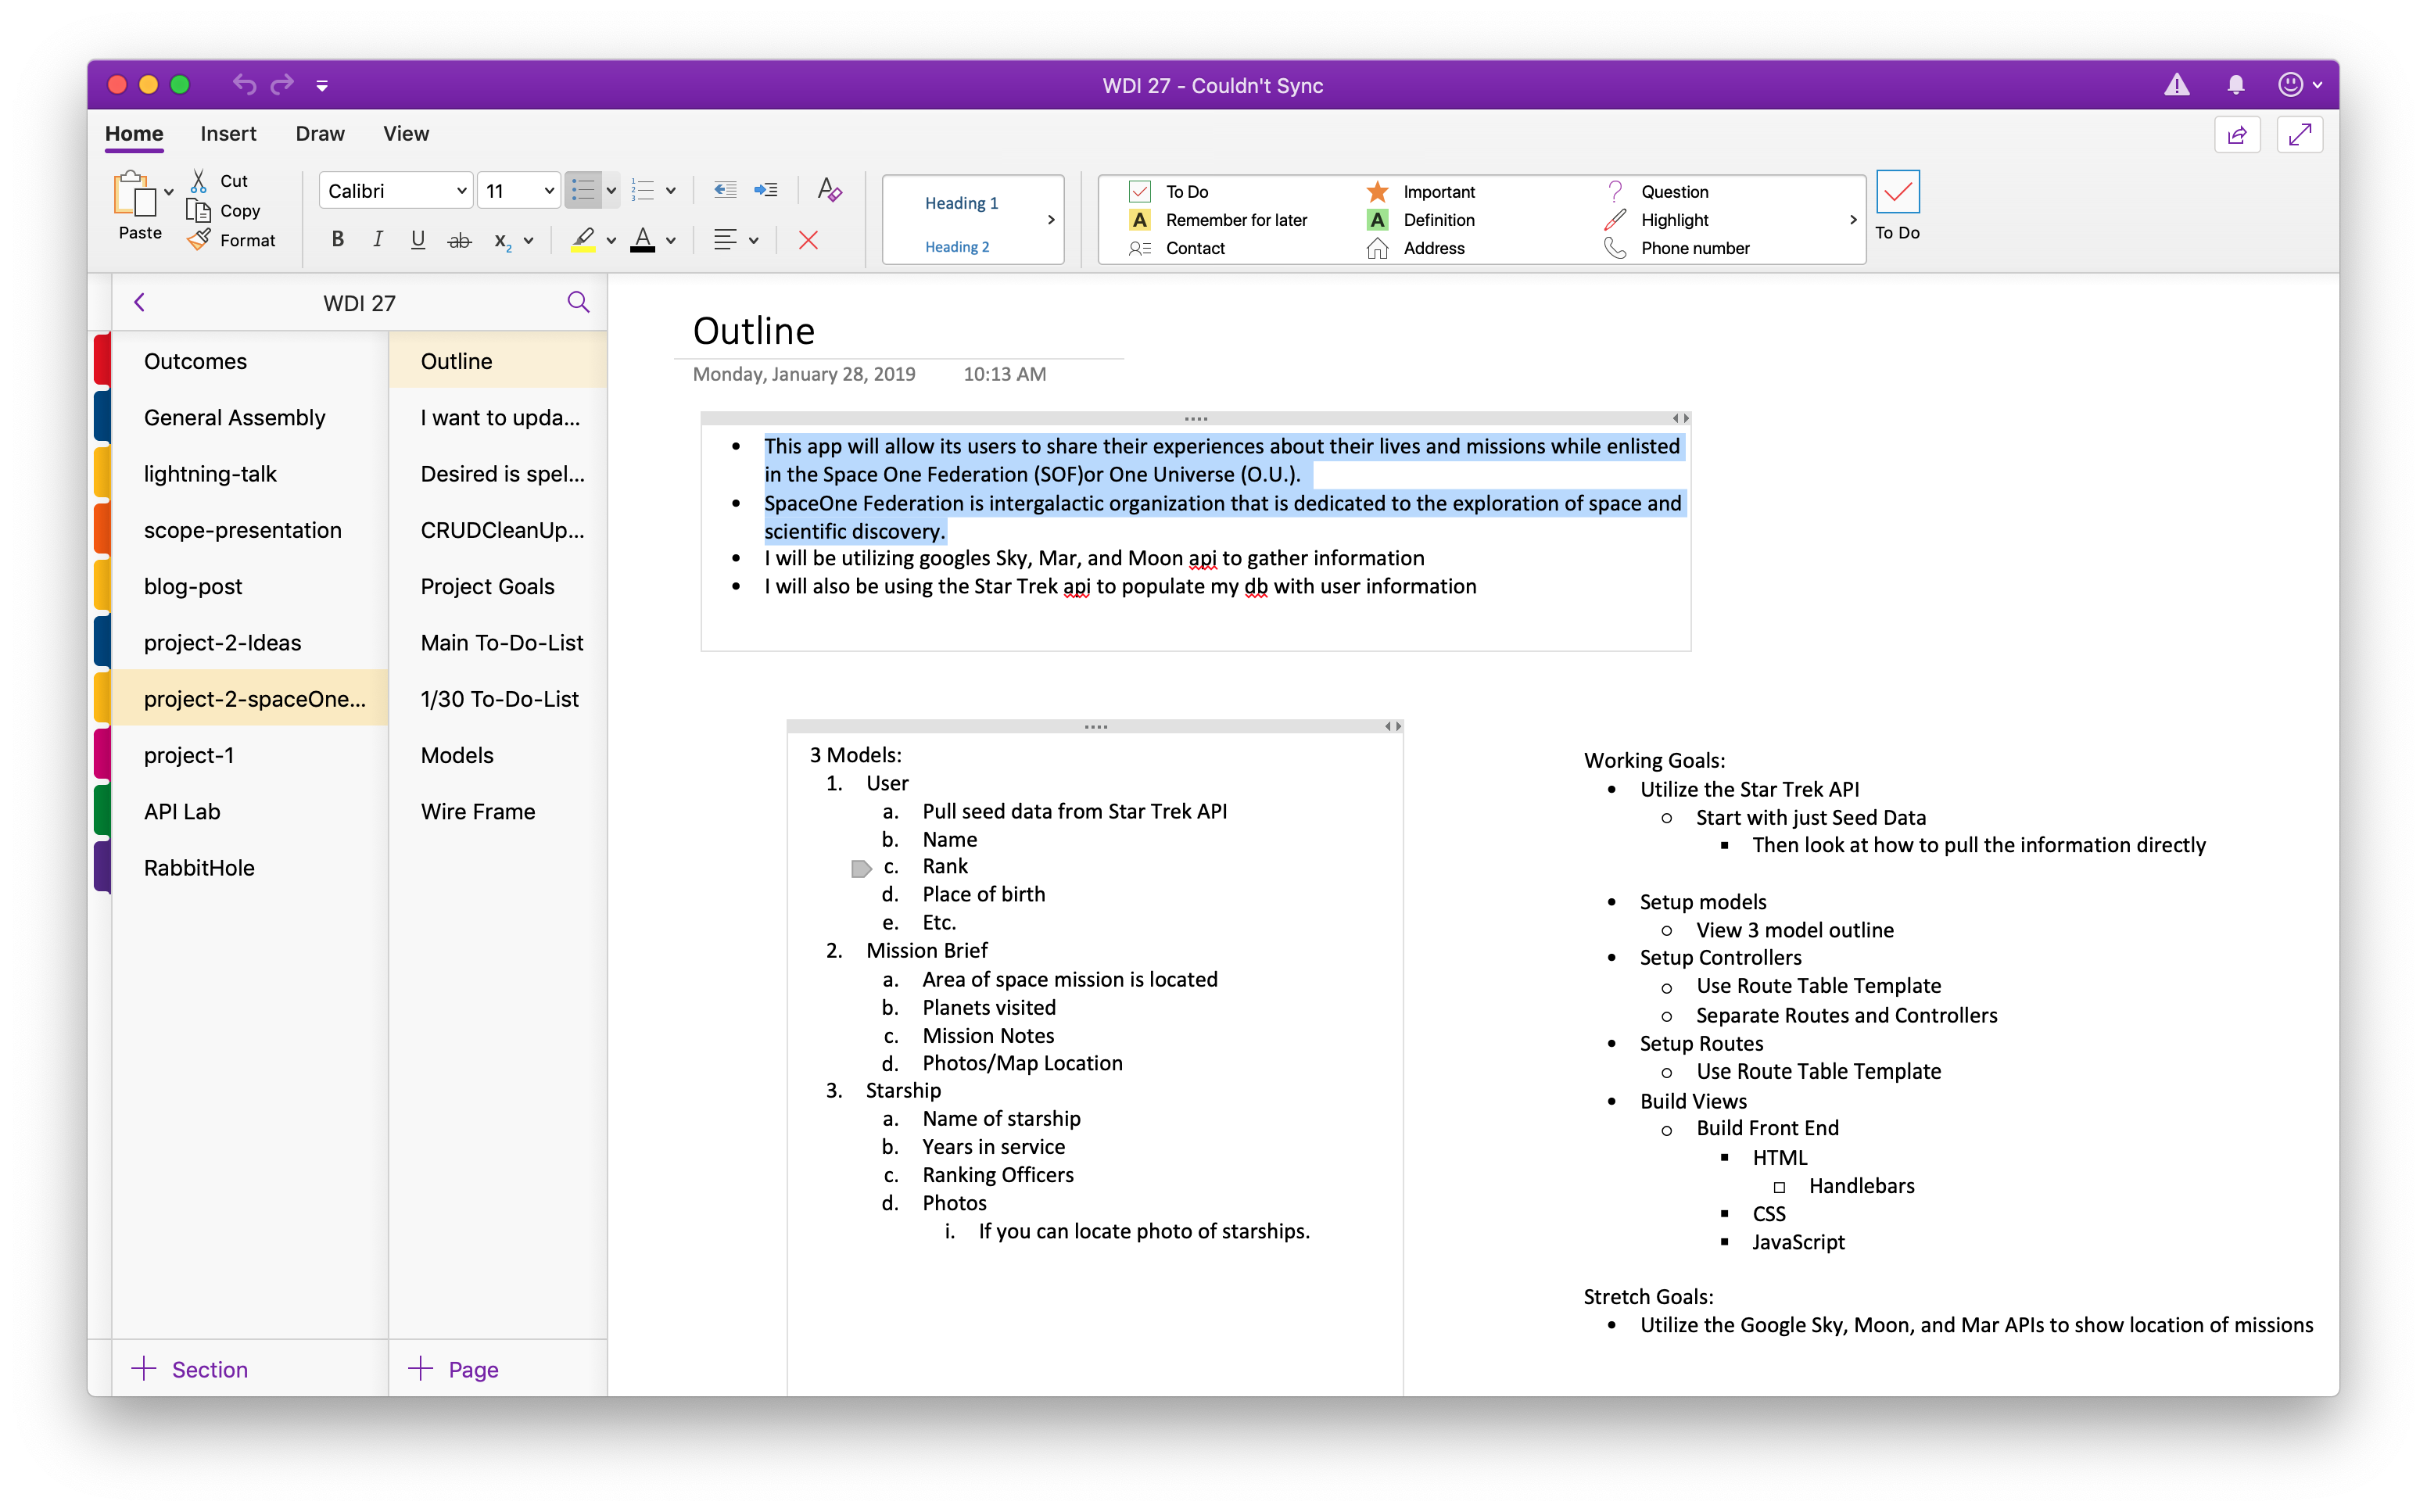 WDI 27 - Couldn't Sync
Home Insert Draw View
Paste
Cut
Copy
Format
Calibri 11
B I U ab x2 A
Heading 1
Heading 2
To Do Important Question
A Remember for later A Definition Highlight
Contact Address Phone number
To Do
WDI 27
Outcomes
General Assembly
lightning-talk
scope-presentation
blog-post
project-2-Ideas
project-2-spaceOne...
project-1
API Lab
RabbitHole
Section
Outline
I want to upda...
Desired is spel...
CRUDCleanUp...
Project Goals
Main To-Do-List
1/30 To-Do-List
Models
Wire Frame
Page
Outline
Monday, January 28, 2019 10:13 AM
• This app will allow its users to share their experiences about their lives and missions while enlisted
in the Space One Federation (SOF)or One Universe (O.U.).
• SpaceOne Federation is intergalactic organization that is dedicated to the exploration of space and
scientific discovery.
• I will be utilizing googles Sky, Mar, and Moon api to gather information
• I will also be using the Star Trek api to populate my db with user information
3 Models:
1. User
a. Pull seed data from Star Trek API
b. Name
c. Rank
d. Place of birth
e. Etc.
2. Mission Brief
a. Area of space mission is located
b. Planets visited
c. Mission Notes
d. Photos/Map Location
3. Starship
a. Name of starship
b. Years in service
c. Ranking Officers
d. Photos
i. If you can locate photo of starships.
Working Goals:
• Utilize the Star Trek API
○ Start with just Seed Data
▪ Then look at how to pull the information directly
• Setup models
○ View 3 model outline
• Setup Controllers
○ Use Route Table Template
○ Separate Routes and Controllers
• Setup Routes
○ Use Route Table Template
• Build Views
○ Build Front End
▪ HTML
□ Handlebars
▪ CSS
▪ JavaScript
Stretch Goals:
• Utilize the Google Sky, Moon, and Mar APIs to show location of missions